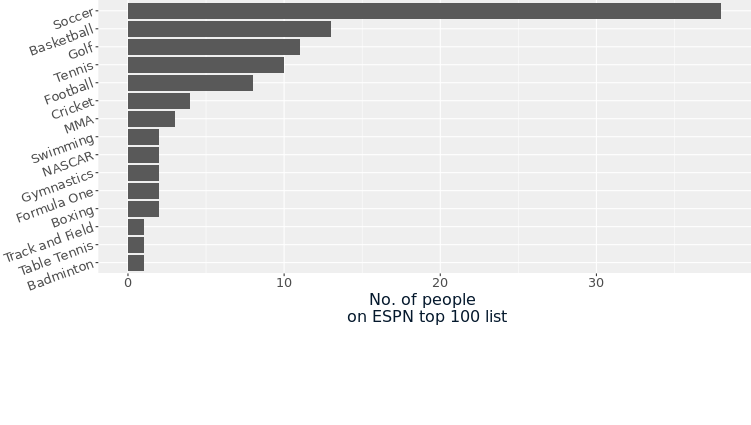 Soccer
Basketball
Golf
Tennis
Football
Cricket
MMA
Swimming
NASCAR
Gymnastics
Formula One
Boxing
Track and Field
Table Tennis
Badminton
0 10 20 30
No. of people
on ESPN top 100 list